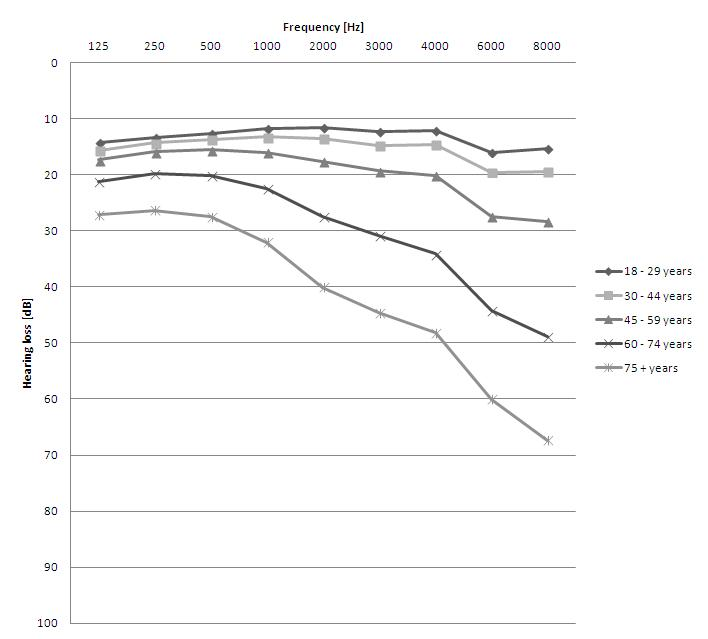 Frequency [Hz]
125 250 500 1000 2000 3000 4000 6000 8000
0
10
20
30
40
50
60
70
80
90
100
Hearing loss [dB]
18 - 29 years
30 - 44 years
45 - 59 years
60 - 74 years
75 + years